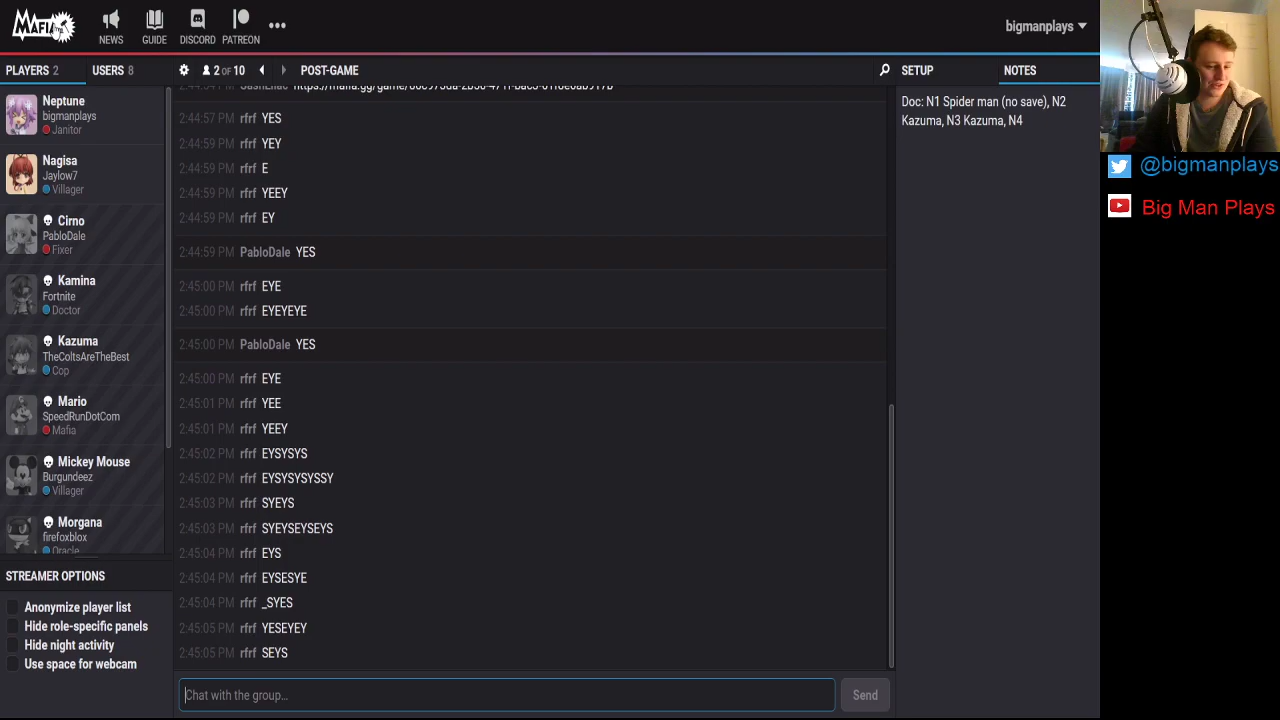 MAFIA
NEWS
GUIDE
DISCORD
PATREON
bigmanplays
PLAYERS 2
USERS 8
2 OF 10
POST-GAME
SETUP
NOTES
Neptune
bigmanplays
Janitor
Nagisa
Jaylow7
Villager
Cirno
PabloDale
Fixer
Kamina
Fortnite
Doctor
Kazuma
TheColtsAreTheBest
Cop
Mario
SpeedRunDotCom
Mafia
Mickey Mouse
Burgundeez
Villager
Morgana
firefoxblox
Oracle
STREAMER OPTIONS
Anonymize player list
Hide role-specific panels
Hide night activity
Use space for webcam
2:44:57 PM rfrf YES
2:44:59 PM rfrf YEY
2:44:59 PM rfrf E
2:44:59 PM rfrf YEEY
2:44:59 PM rfrf EY
2:44:59 PM PabloDale YES
2:45:00 PM rfrf EYE
2:45:00 PM rfrf EYEYEYE
2:45:00 PM PabloDale YES
2:45:00 PM rfrf EYE
2:45:01 PM rfrf YEE
2:45:01 PM rfrf YEEY
2:45:02 PM rfrf EYSYSYS
2:45:02 PM rfrf EYSYSYSYSSY
2:45:03 PM rfrf SYEYS
2:45:03 PM rfrf SYEYSEYSEYS
2:45:04 PM rfrf EYS
2:45:04 PM rfrf EYSESYE
2:45:04 PM rfrf _SYES
2:45:05 PM rfrf YESEYEY
2:45:05 PM rfrf SEYS
Chat with the group...
Send
Doc: N1 Spider man (no save), N2
Kazuma, N3 Kazuma, N4
@bigmanplays
Big Man Plays